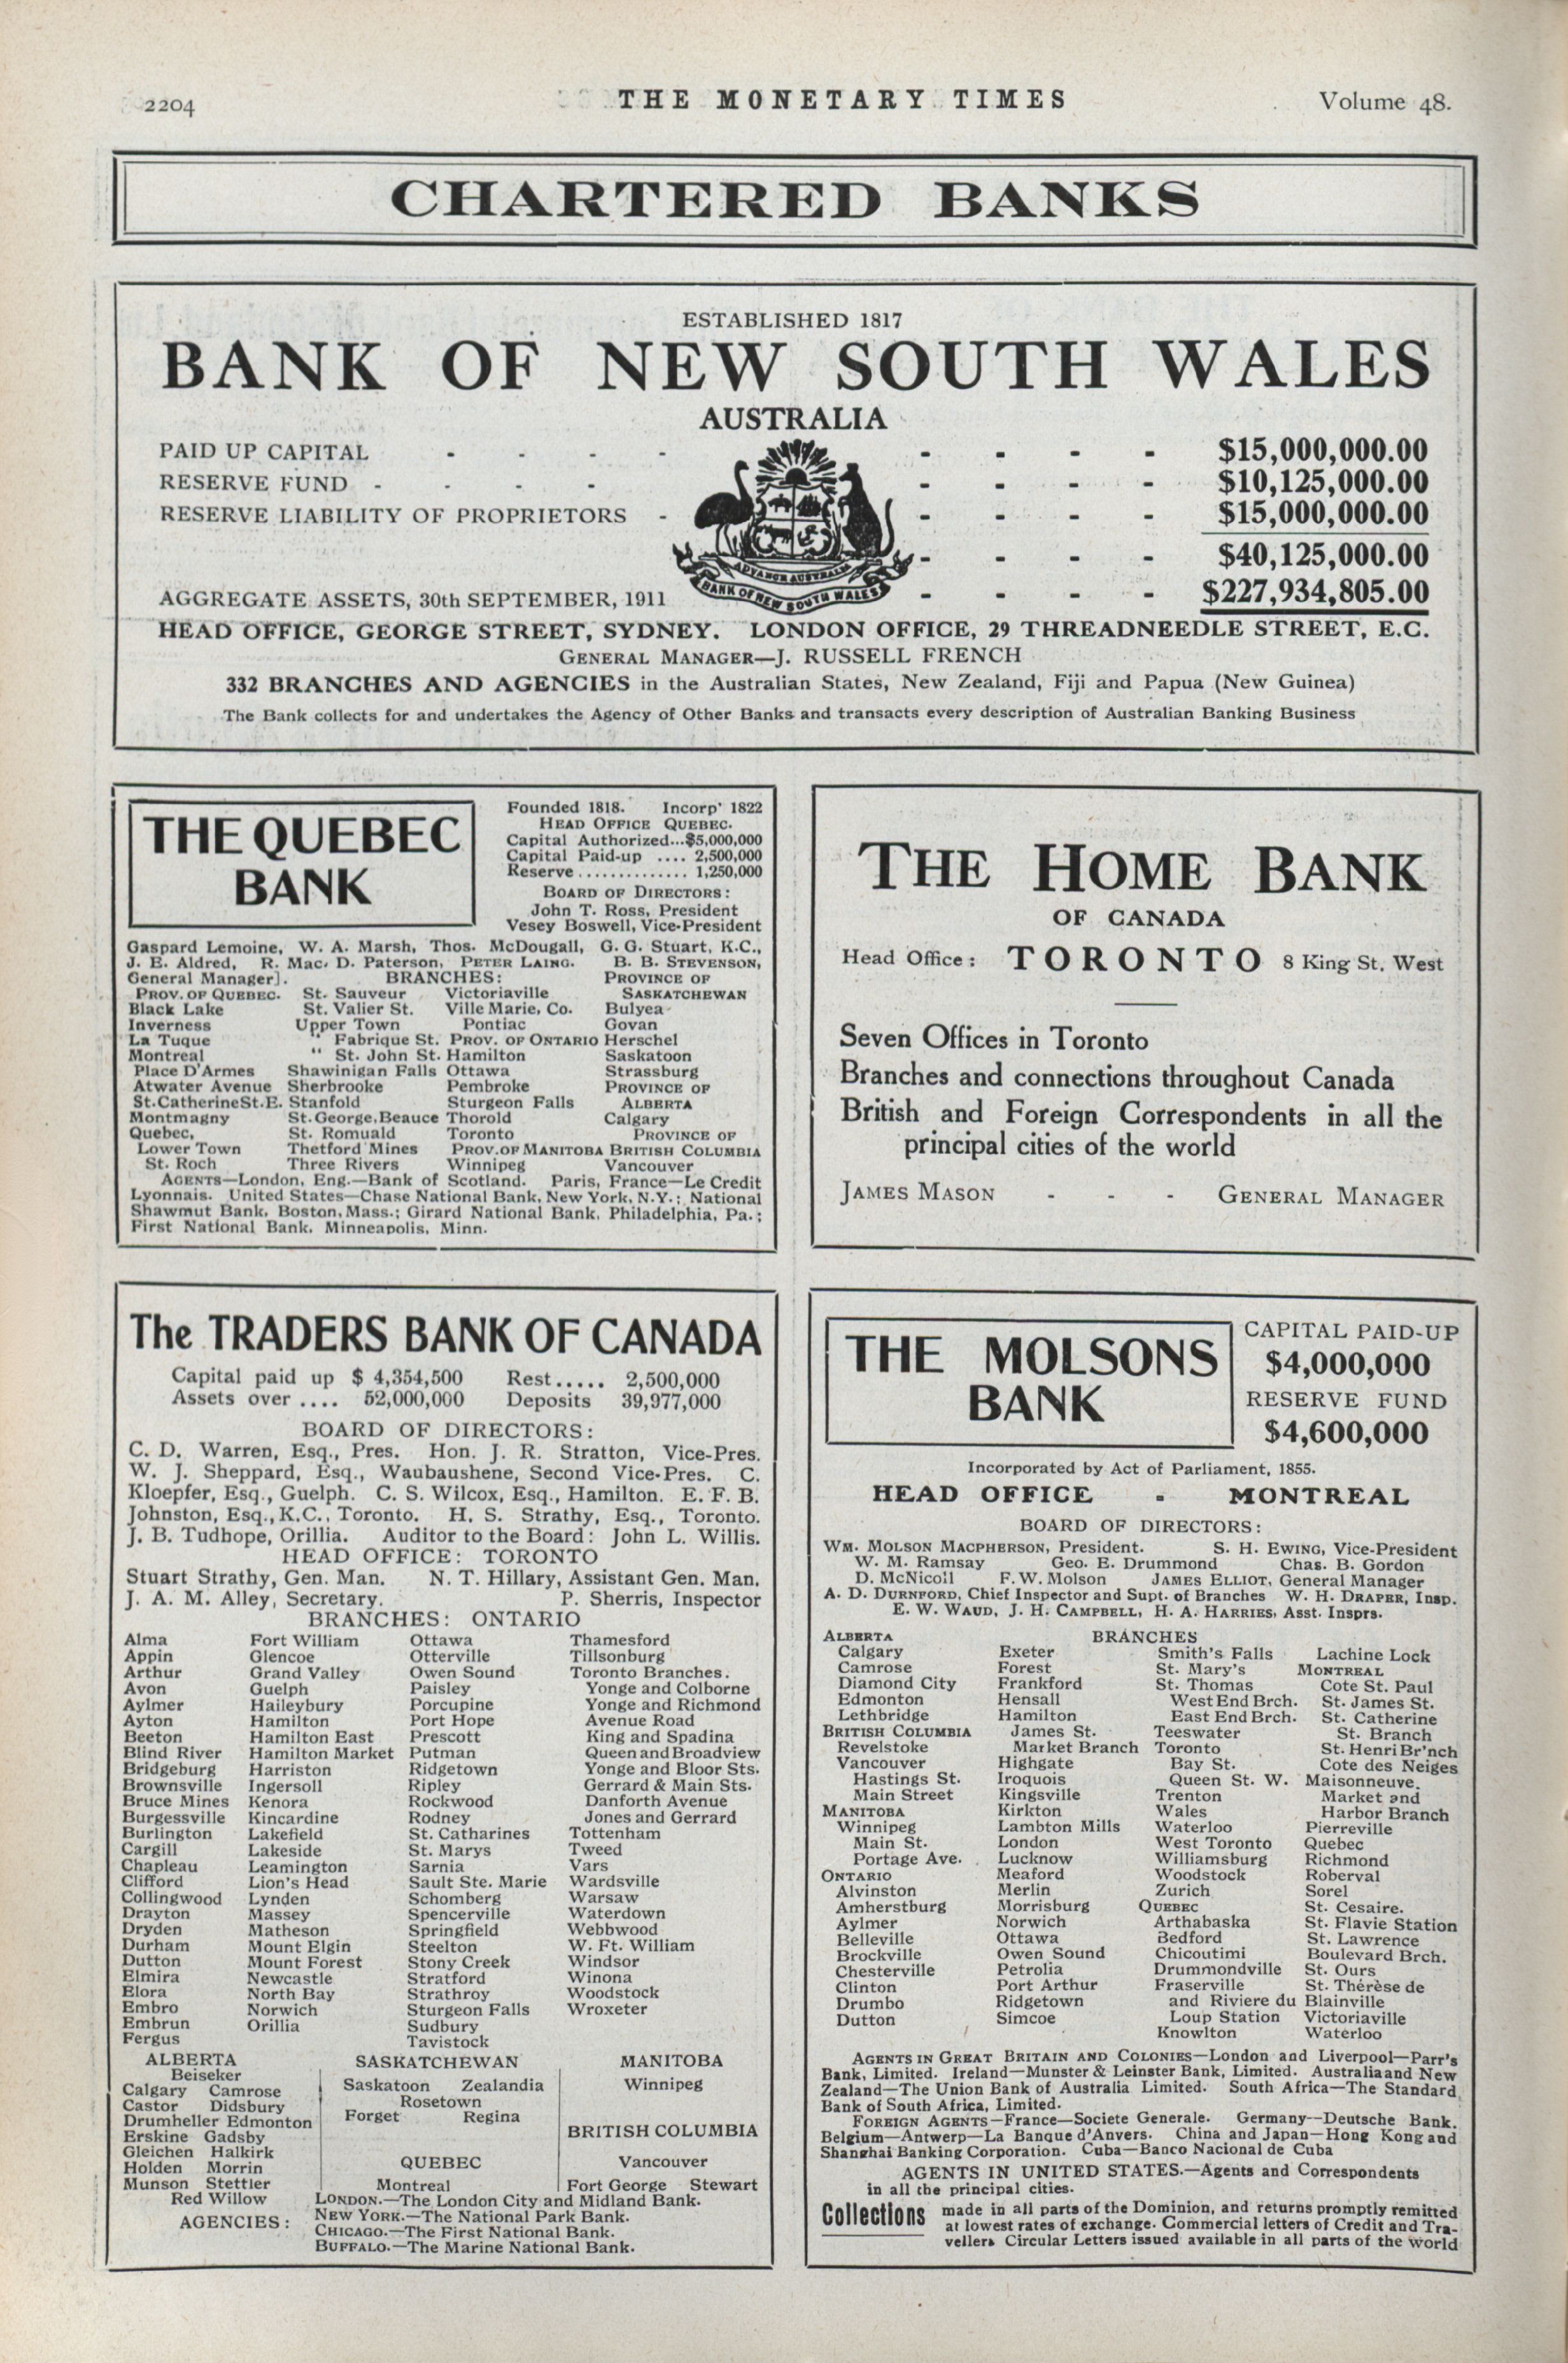 2204
THE MONETARY TIMES
Volume 48.
CHARTERED BANKS
ESTABLISHED 1817
BANK OF NEW SOUTH WALES
AUSTRALIA
PAID UP CAPITAL - - - - - - - - $15,000,000.00
RESERVE FUND - - - - - - - - $10,125,000.00
RESERVE LIABILITY OF PROPRIETORS - - - - - $15,000,000.00
- - - - $40,125,000.00
AGGREGATE ASSETS, 30th SEPTEMBER, 1911 - - - - $227,934,805.00
ADVANCE AUSTRALIA
BANK OF NEW SOUTH WALES
HEAD OFFICE, GEORGE STREET, SYDNEY. LONDON OFFICE, 29 THREADNEEDLE STREET, E.C.
GENERAL MANAGER—J. RUSSELL FRENCH
332 BRANCHES AND AGENCIES in the Australian States, New Zealand, Fiji and Papua (New Guinea)
The Bank collects for and undertakes the Agency of Other Banks and transacts every description of Australian Banking Business
THE QUEBEC
BANK
Founded 1818. Incorp' 1822
HEAD OFFICE QUEBEC.
Capital Authorized...$5,000,000
Capital Paid-up .... 2,500,000
Reserve.............. 1,250,000
BOARD OF DIRECTORS:
John T. Ross, President
Vesey Boswell, Vice-President
Gaspard Lemoine, W. A. Marsh, Thos. McDougall, G. G. Stuart, K.C.,
J. E. Aldred, R. Mac. D. Paterson, PETER LAING. B. B. STEVENSON,
General Manager]. BRANCHES: PROVINCE OF
PROV. OF QUEBEC. St. Sauveur Victoriaville SASKATCHEWAN
Black Lake St. Valier St. Ville Marie, Co. Bulyea
Inverness Upper Town Pontiac Govan
La Tuque " Fabrique St. PROV. OF ONTARIO Herschel
Montreal " St. John St. Hamilton Saskatoon
Place D'Armes Shawinigan Falls Ottawa Strassburg
Atwater Avenue Sherbrooke Pembroke PROVINCE OF
St.CatherineSt.E. Stanfold Sturgeon Falls ALBERTA
Montmagny St.George,Beauce Thorold Calgary
Quebec, St. Romuald Toronto PROVINCE OF
Lower Town Thetford Mines PROV.OF MANITOBA BRITISH COLUMBIA
St. Roch Three Rivers Winnipeg Vancouver
AGENTS—London, Eng.—Bank of Scotland. Paris, France—Le Credit
Lyonnais. United States—Chase National Bank, New York, N.Y.; National
Shawmut Bank, Boston, Mass.; Girard National Bank, Philadelphia, Pa.;
First National Bank, Minneapolis, Minn.
THE HOME BANK
OF CANADA
Head Office: TORONTO 8 King St. West
Seven Offices in Toronto
Branches and connections throughout Canada
British and Foreign Correspondents in all the
principal cities of the world
JAMES MASON - - - GENERAL MANAGER
The TRADERS BANK OF CANADA
Capital paid up $ 4,354,500 Rest..... 2,500,000
Assets over .... 52,000,000 Deposits 39,977,000
BOARD OF DIRECTORS:
C. D. Warren, Esq., Pres. Hon. J. R. Stratton, Vice-Pres.
W. J. Sheppard, Esq., Waubaushene, Second Vice-Pres. C.
Kloepfer, Esq., Guelph. C. S. Wilcox, Esq., Hamilton. E. F. B.
Johnston, Esq., K.C., Toronto. H. S. Strathy, Esq., Toronto.
J. B. Tudhope, Orillia. Auditor to the Board: John L. Willis.
HEAD OFFICE: TORONTO
Stuart Strathy, Gen. Man. N. T. Hillary, Assistant Gen. Man.
J. A. M. Alley, Secretary. P. Sherris, Inspector
BRANCHES: ONTARIO
Alma Fort William Ottawa Thamesford
Appin Glencoe Otterville Tillsonburg
Arthur Grand Valley Owen Sound Toronto Branches.
Avon Guelph Paisley Yonge and Colborne
Aylmer Haileybury Porcupine Yonge and Richmond
Ayton Hamilton Port Hope Avenue Road
Beeton Hamilton East Prescott King and Spadina
Blind River Hamilton Market Putman Queen and Broadview
Bridgeburg Harriston Ridgetown Yonge and Bloor Sts.
Brownsville Ingersoll Ripley Gerrard & Main Sts.
Bruce Mines Kenora Rockwood Danforth Avenue
Burgessville Kincardine Rodney Jones and Gerrard
Burlington Lakefield St. Catharines Tottenham
Cargill Lakeside St. Marys Tweed
Chapleau Leamington Sarnia Vars
Clifford Lion's Head Sault Ste. Marie Wardsville
Collingwood Lynden Schomberg Warsaw
Drayton Massey Spencerville Waterdown
Dryden Matheson Springfield Webbwood
Durham Mount Elgin Steelton W. Ft. William
Dutton Mount Forest Stony Creek Windsor
Elmira Newcastle Stratford Winona
Elora North Bay Strathroy Woodstock
Embro Norwich Sturgeon Falls Wroxeter
Embrun Orillia Sudbury
Fergus Tavistock
ALBERTA
Beiseker
Calgary Camrose
Castor Didsbury
Drumheller Edmonton
Erskine Gadsby
Gleichen Halkirk
Holden Morrin
Munson Stettler
Red Willow
SASKATCHEWAN
Saskatoon Zealandia
Rosetown
Forget Regina
QUEBEC
Montreal
MANITOBA
Winnipeg
BRITISH COLUMBIA
Vancouver
Fort George Stewart
AGENCIES:
LONDON.—The London City and Midland Bank.
NEW YORK.—The National Park Bank.
CHICAGO.—The First National Bank.
BUFFALO.—The Marine National Bank.
THE MOLSONS
BANK
CAPITAL PAID-UP
$4,000,000
RESERVE FUND
$4,600,000
Incorporated by Act of Parliament, 1855.
HEAD OFFICE - MONTREAL
BOARD OF DIRECTORS:
WM. MOLSON MACPHERSON, President. S. H. EWING, Vice-President
W. M. Ramsay Geo. E. Drummond Chas. B. Gordon
D. McNicoll F. W. Molson JAMES ELLIOT, General Manager
A. D. DURNFORD, Chief Inspector and Supt. of Branches W. H. DRAPER, Insp.
E. W. WAUD, J. H. CAMPBELL, H. A. HARRIES, Asst. Insprs.
BRANCHES
ALBERTA
Calgary
Camrose
Diamond City
Edmonton
Lethbridge
BRITISH COLUMBIA
Revelstoke
Vancouver
Hastings St.
Main Street
MANITOBA
Winnipeg
Main St.
Portage Ave.
ONTARIO
Alvinston
Amherstburg
Aylmer
Belleville
Brockville
Chesterville
Clinton
Drumbo
Dutton
Exeter
Forest
Frankford
Hensall
Hamilton
James St.
Market Branch
Highgate
Iroquois
Kingsville
Kirkton
Lambton Mills
London
Lucknow
Meaford
Merlin
Morrisburg
Norwich
Ottawa
Owen Sound
Petrolia
Port Arthur
Ridgetown
Simcoe
Smith's Falls
St. Mary's
St. Thomas
West End Brch.
East End Brch.
Teeswater
Toronto
Bay St.
Queen St. W.
Trenton
Wales
Waterloo
West Toronto
Williamsburg
Woodstock
Zurich
QUEBEC
Arthabaska
Bedford
Chicoutimi
Drummondville
Fraserville
and Riviere du
Loup Station
Knowlton
Lachine Lock
MONTREAL
Cote St. Paul
St. James St.
St. Catherine
St. Branch
St. Henri Br'nch
Cote des Neiges
Maisonneuve.
Market and
Harbor Branch
Pierreville
Quebec
Richmond
Roberval
Sorel
St. Cesaire.
St. Flavie Station
St. Lawrence
Boulevard Brch.
St. Ours
St. Thérèse de
Blainville
Victoriaville
Waterloo
AGENTS IN GREAT BRITAIN AND COLONIES—London and Liverpool—Parr's
Bank, Limited. Ireland—Munster & Leinster Bank, Limited. Australia and New
Zealand—The Union Bank of Australia Limited. South Africa—The Standard
Bank of South Africa, Limited.
FOREIGN AGENTS—France—Societe Generale. Germany—Deutsche Bank.
Belgium—Antwerp—La Banque d'Anvers. China and Japan—Hong Kong and
Shanghai Banking Corporation. Cuba—Banco Nacional de Cuba
AGENTS IN UNITED STATES.—Agents and Correspondents
in all the principal cities.
Collections made in all parts of the Dominion, and returns promptly remitted
at lowest rates of exchange. Commercial letters of Credit and Tra-
vellers Circular Letters issued available in all parts of the world